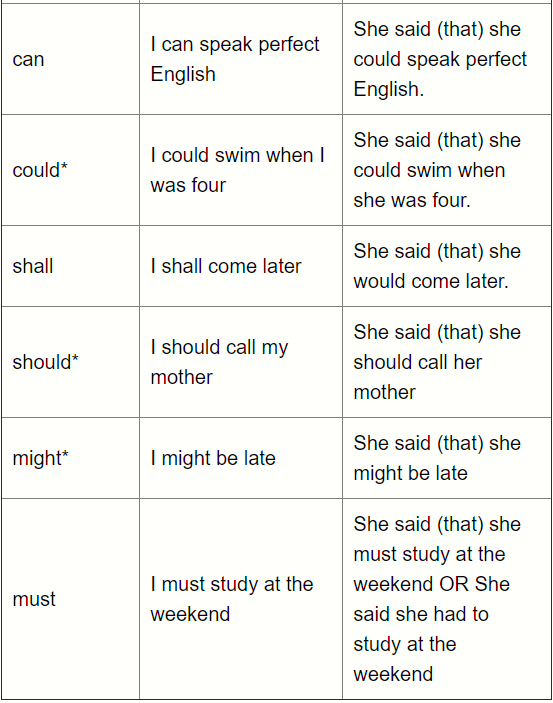 can
I can speak perfect
English
She said (that) she
could speak perfect
English.
could*
I could swim when I
was four
She said (that) she
could swim when
she was four.
shall
I shall come later
She said (that) she
would come later.
should*
I should call my
mother
She said (that) she
should call her
mother
might*
I might be late
She said (that) she
might be late
must
I must study at the
weekend
She said (that) she
must study at the
weekend OR She
said she had to
study at the
weekend